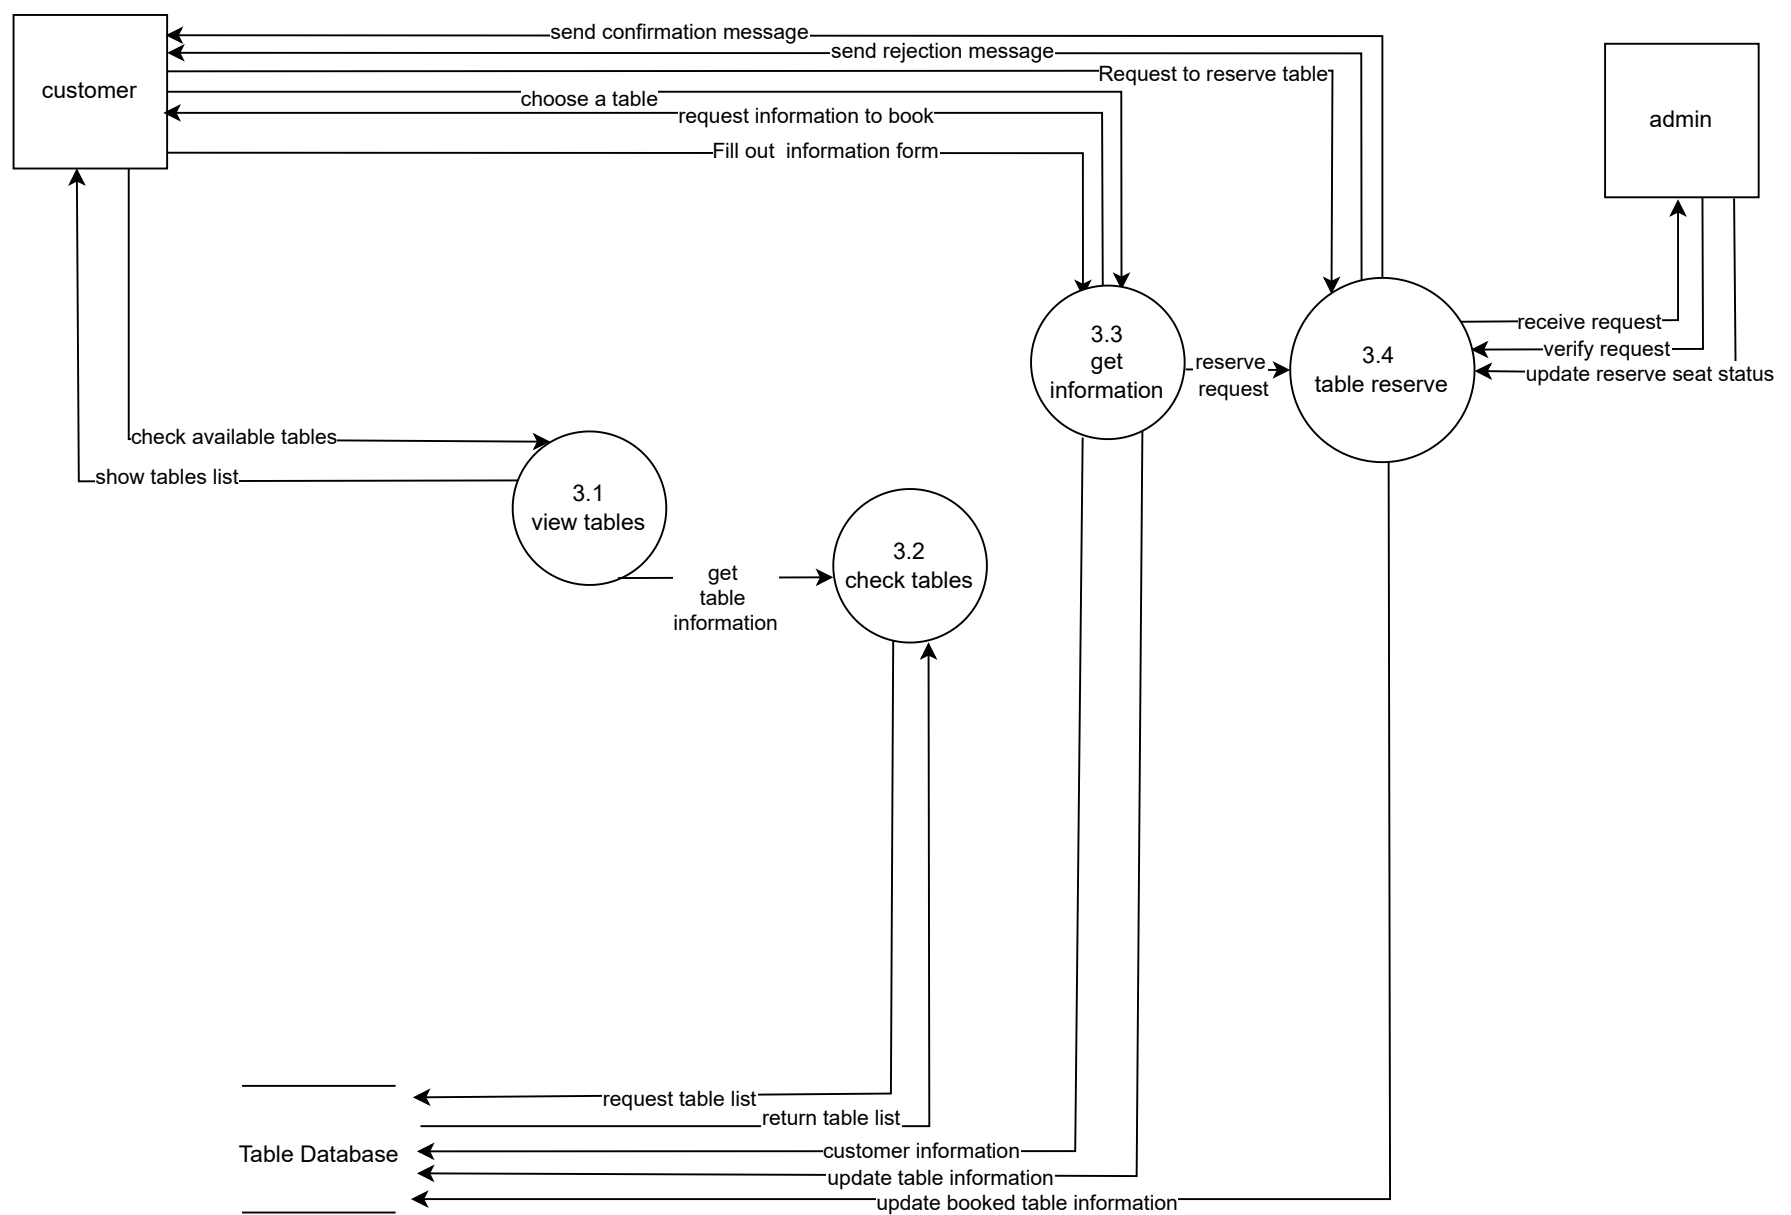 send confirmation message
send rejection message
Request to reserve table
customer
choose a table
request information to book
admin
Fill out  information form
3.3
get
information
receive request
verify request
update reserve seat status
reserve
request
3.4
table reserve
check available tables
show tables list
3.1
view tables
3.2
check tables
get
table
information
request table list
return table list
Table Database
customer information
update table information
update booked table information